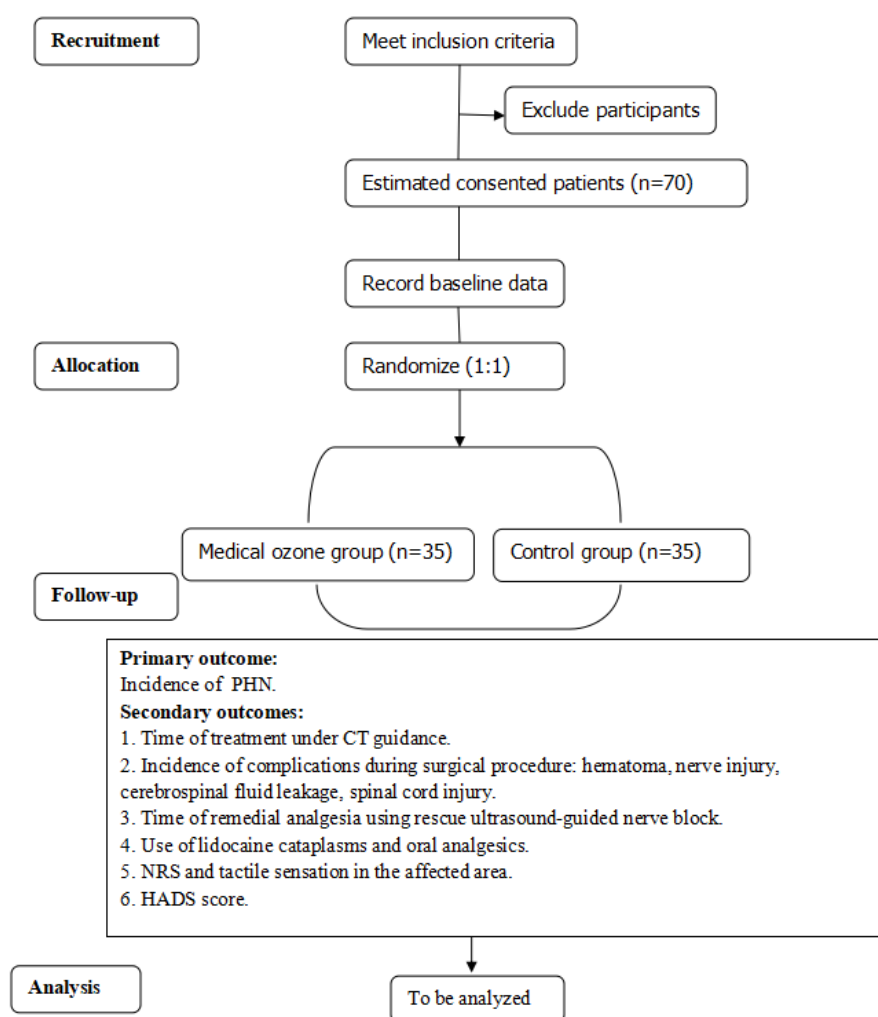 Recruitment
Meet inclusion criteria
Exclude participants
Estimated consented patients (n=70)
Record baseline data
Allocation
Randomize (1:1)
Medical ozone group (n=35)
Control group (n=35)
Follow-up
Primary outcome:
Incidence of PHN.
Secondary outcomes:
1. Time of treatment under CT guidance.
2. Incidence of complications during surgical procedure: hematoma, nerve injury,
cerebrospinal fluid leakage, spinal cord injury.
3. Time of remedial analgesia using rescue ultrasound-guided nerve block.
4. Use of lidocaine cataplasms and oral analgesics.
5. NRS and tactile sensation in the affected area.
6. HADS score.
Analysis
To be analyzed